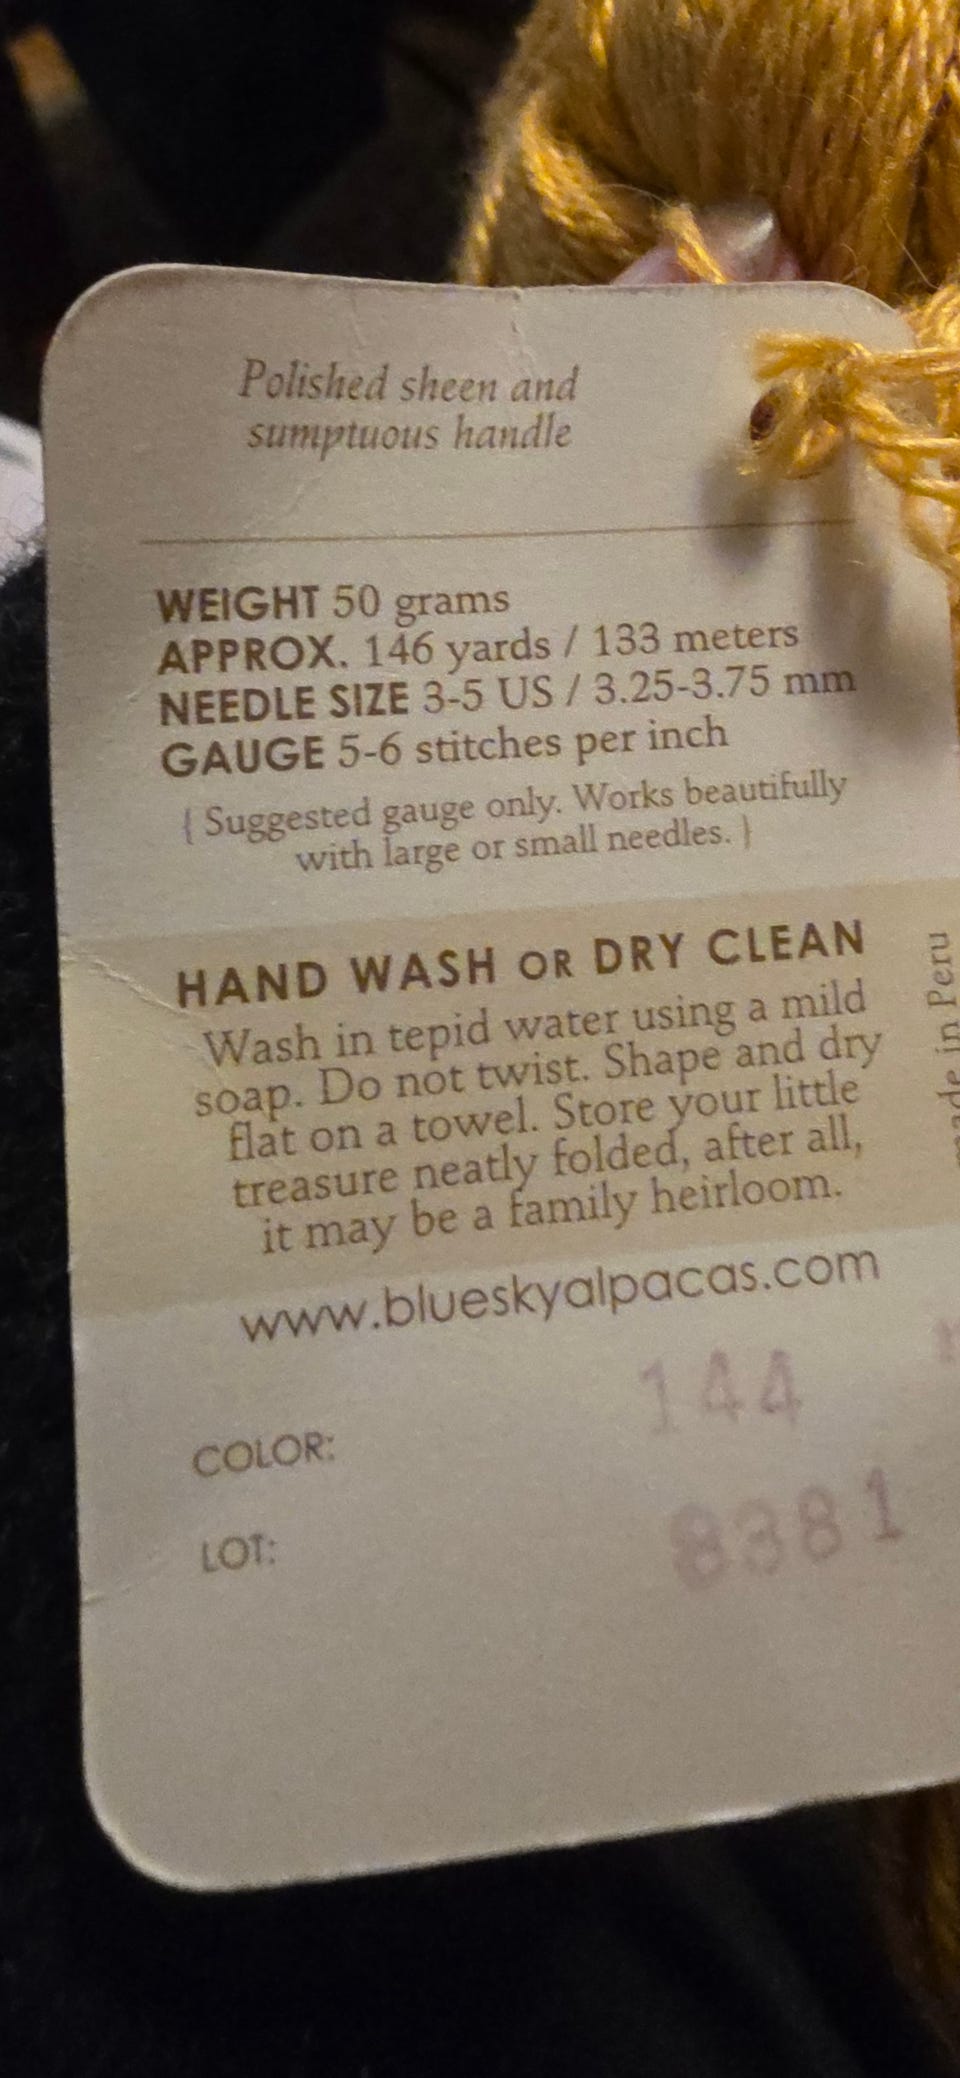 Polished sheen and
sumptuous handle
WEIGHT 50 grams
APPROX. 146 yards / 133 meters
NEEDLE SIZE 3-5 US / 3.25-3.75 mm
GAUGE 5-6 stitches per inch
{ Suggested gauge only. Works beautifully
with large or small needles. }
HAND WASH OR DRY CLEAN
Wash in tepid water using a mild
soap. Do not twist. Shape and dry
flat on a towel. Store your little
treasure neatly folded, after all,
it may be a family heirloom.
made in Peru
www.blueskyalpacas.com
COLOR: 144
LOT: 8381